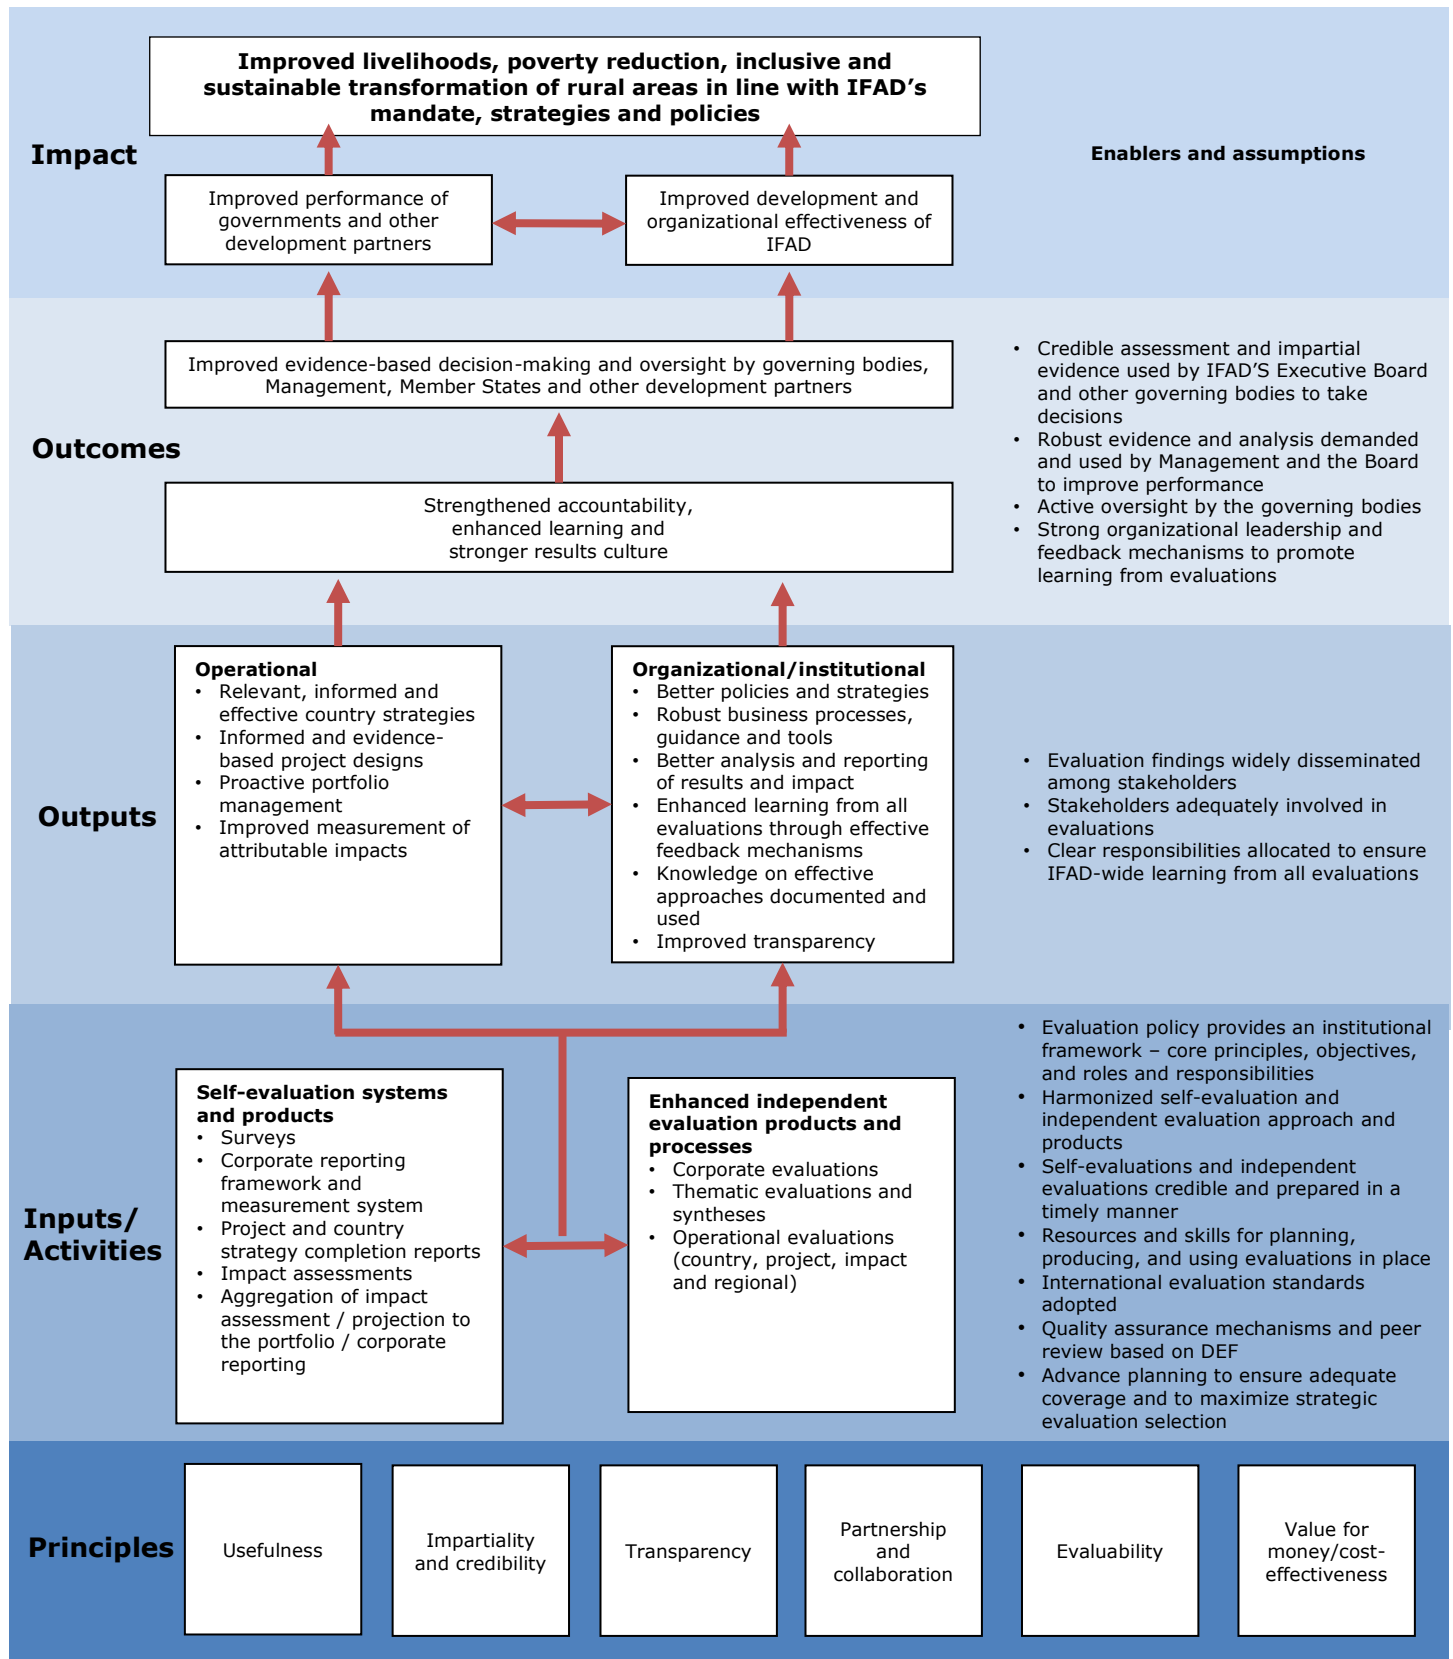 Improved livelihoods, poverty reduction, inclusive and
sustainable transformation of rural areas in line with IFAD’s
mandate, strategies and policies
Impact
Enablers and assumptions
Improved performance of
governments and other
development partners
Improved development and
organizational effectiveness of
IFAD
Outcomes
Improved evidence-based decision-making and oversight by governing bodies,
Management, Member States and other development partners
Strengthened accountability,
enhanced learning and
stronger results culture
• Credible assessment and impartial
evidence used by IFAD’S Executive Board
and other governing bodies to take
decisions
• Robust evidence and analysis demanded
and used by Management and the Board
to improve performance
• Active oversight by the governing bodies
• Strong organizational leadership and
feedback mechanisms to promote
learning from evaluations
Outputs
Operational
• Relevant, informed and
effective country strategies
• Informed and evidence-
based project designs
• Proactive portfolio
management
• Improved measurement of
attributable impacts
Organizational/institutional
• Better policies and strategies
• Robust business processes,
guidance and tools
• Better analysis and reporting
of results and impact
• Enhanced learning from all
evaluations through effective
feedback mechanisms
• Knowledge on effective
approaches documented and
used
• Improved transparency
• Evaluation findings widely disseminated
among stakeholders
• Stakeholders adequately involved in
evaluations
• Clear responsibilities allocated to ensure
IFAD-wide learning from all evaluations
Inputs/
Activities
Self-evaluation systems
and products
• Surveys
• Corporate reporting
framework and
measurement system
• Project and country
strategy completion reports
• Impact assessments
• Aggregation of impact
assessment / projection to
the portfolio / corporate
reporting
Enhanced independent
evaluation products and
processes
• Corporate evaluations
• Thematic evaluations and
syntheses
• Operational evaluations
(country, project, impact
and regional)
• Evaluation policy provides an institutional
framework – core principles, objectives,
and roles and responsibilities
• Harmonized self-evaluation and
independent evaluation approach and
products
• Self-evaluations and independent
evaluations credible and prepared in a
timely manner
• Resources and skills for planning,
producing, and using evaluations in place
• International evaluation standards
adopted
• Quality assurance mechanisms and peer
review based on DEF
• Advance planning to ensure adequate
coverage and to maximize strategic
evaluation selection
Principles
Usefulness
Impartiality
and credibility
Transparency
Partnership
and
collaboration
Evaluability
Value for
money/cost-
effectiveness